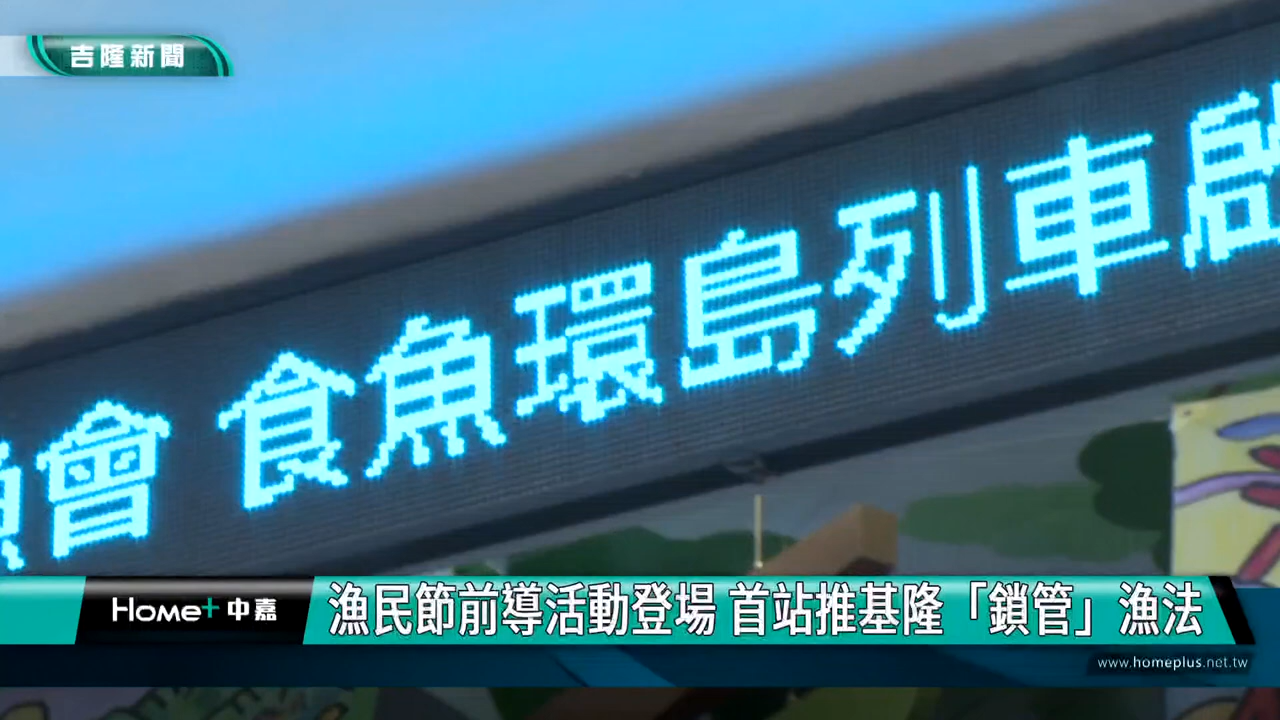 吉隆新聞
會 食魚環島列車啟
Home+中嘉
漁民節前導活動登場 首站推基隆「鎖管」漁法
www.homeplus.net.tw